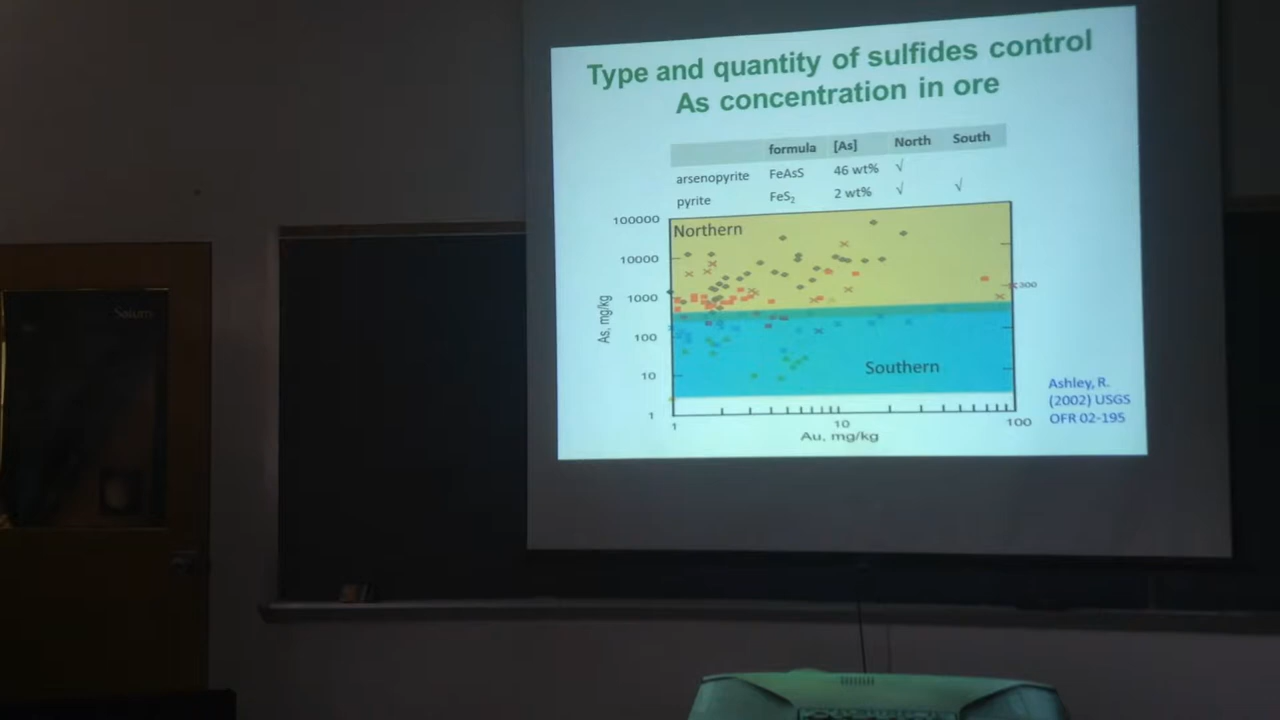 Type and quantity of sulfides control
As concentration in ore
formula [As] North South
arsenopyrite FeAsS 46 wt% √
pyrite FeS₂ 2 wt% √ √
100000
10000
1000
100
10
1
As, mg/kg
Northern
Southern
300
1 10 100
Au, mg/kg
Ashley, R.
(2002) USGS
OFR 02-195
Saturn